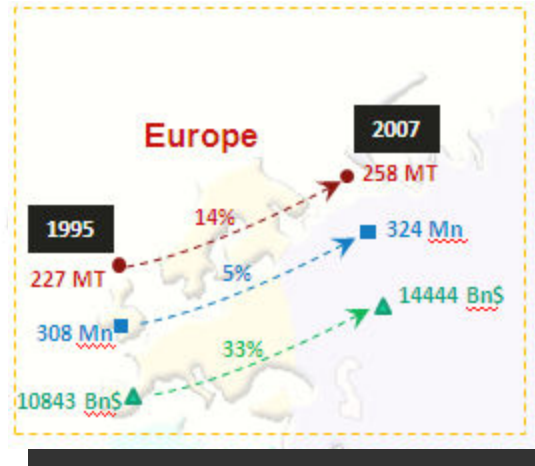 Europe
2007
258 MT
14%
1995
324 Mn
227 MT
5%
14444 Bn$
308 Mn
33%
10843 Bn$